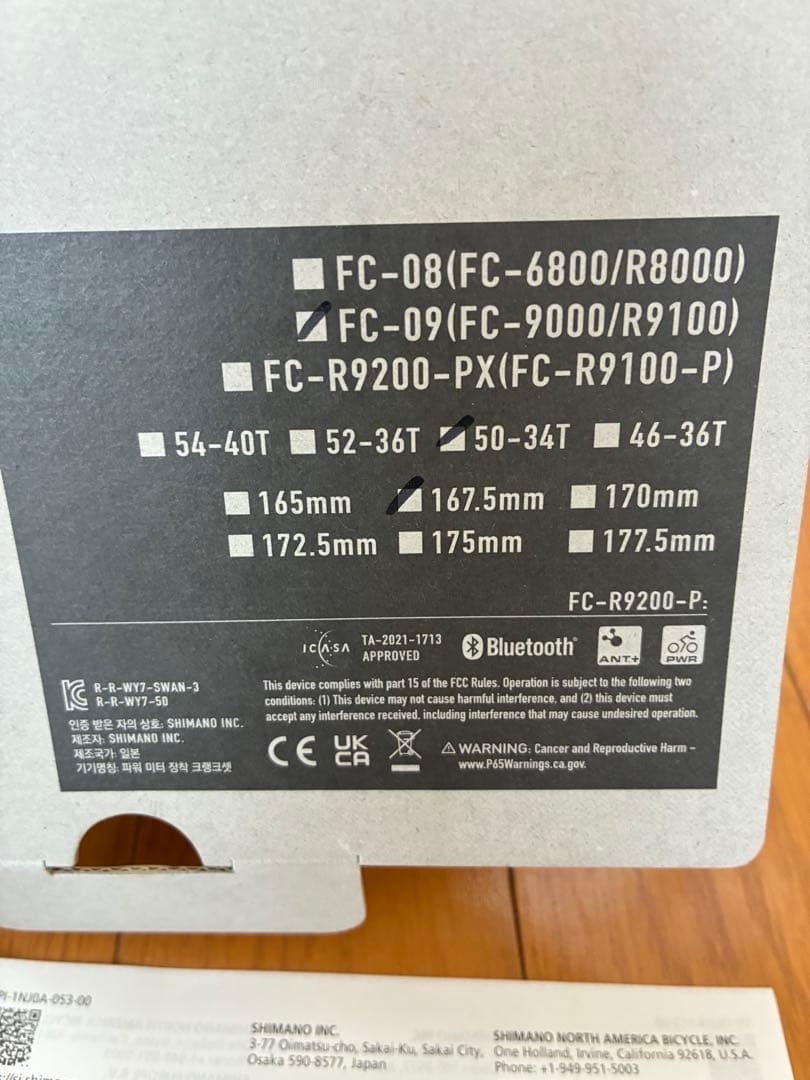 FC-08(FC-6800/R8000)
FC-09(FC-9000/R9100)
FC-R9200-PX(FC-R9100-P)
54-40T 52-36T 50-34T 46-36T
165mm 167.5mm 170mm
172.5mm 175mm 177.5mm
FC-R9200-P:
ICASA TA-2021-1713 APPROVED Bluetooth® ANT+ PWR
R-R-WY7-SWAN-3
R-R-WY7-50
인증 받은 자의 상호: SHIMANO INC.
제조자: SHIMANO INC.
제조국가: 일본
기기명칭: 파워 미터 장착 크랭크셋
This device complies with part 15 of the FCC Rules. Operation is subject to the following two
conditions: (1) This device may not cause harmful interference, and (2) this device must
accept any interference received, including interference that may cause undesired operation.
CE UK CA
WARNING: Cancer and Reproductive Harm –
www.P65Warnings.ca.gov.
PI-1NJ0A-053-00
SHIMANO INC.
3-77 Oimatsu-cho, Sakai-Ku, Sakai City,
Osaka 590-8577, Japan
SHIMANO NORTH AMERICA BICYCLE, INC.
One Holland, Irvine, California 92618, U.S.A.
Phone: +1-949-951-5003